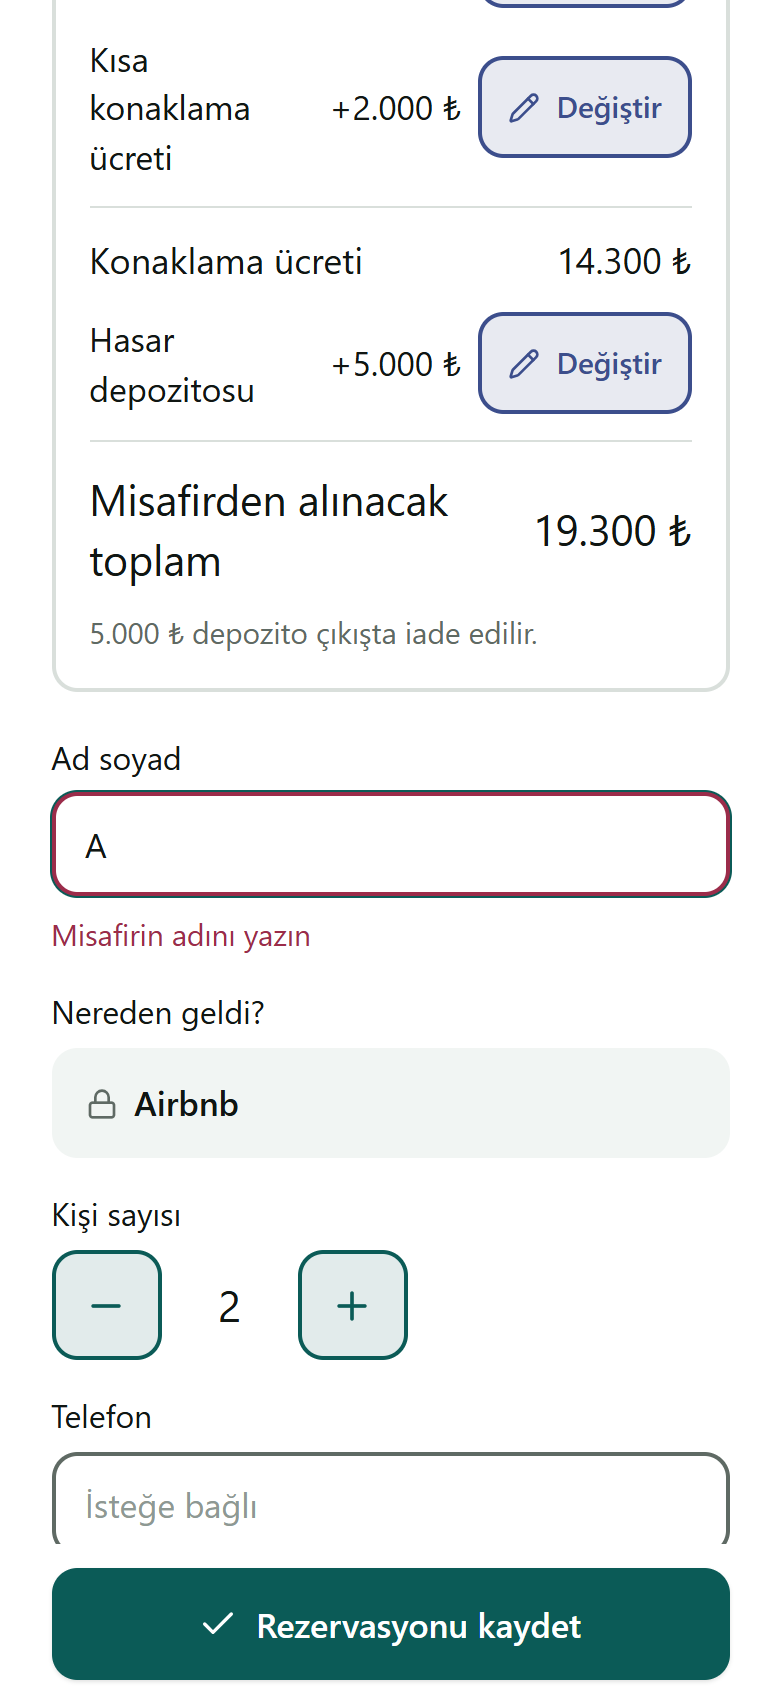 Kısa
konaklama
ücreti
+2.000 ₺
Değiştir
Konaklama ücreti
14.300 ₺
Hasar
depozitosu
+5.000 ₺
Değiştir
Misafirden alınacak
toplam
19.300 ₺
5.000 ₺ depozito çıkışta iade edilir.
Ad soyad
A
Misafirin adını yazın
Nereden geldi?
Airbnb
Kişi sayısı
2
Telefon
İsteğe bağlı
Rezervasyonu kaydet